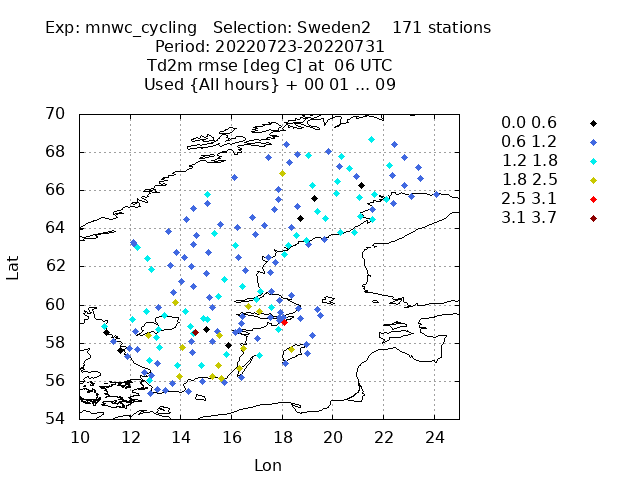 Exp: mnwc_cycling   Selection: Sweden2    171 stations
Period: 20220723-20220731
Td2m rmse [deg C] at  06 UTC
Used {All hours} + 00 01 ... 09
70
68
66
64
62
60
58
56
54
10 12 14 16 18 20 22 24
Lat
Lon
0.0 0.6
0.6 1.2
1.2 1.8
1.8 2.5
2.5 3.1
3.1 3.7